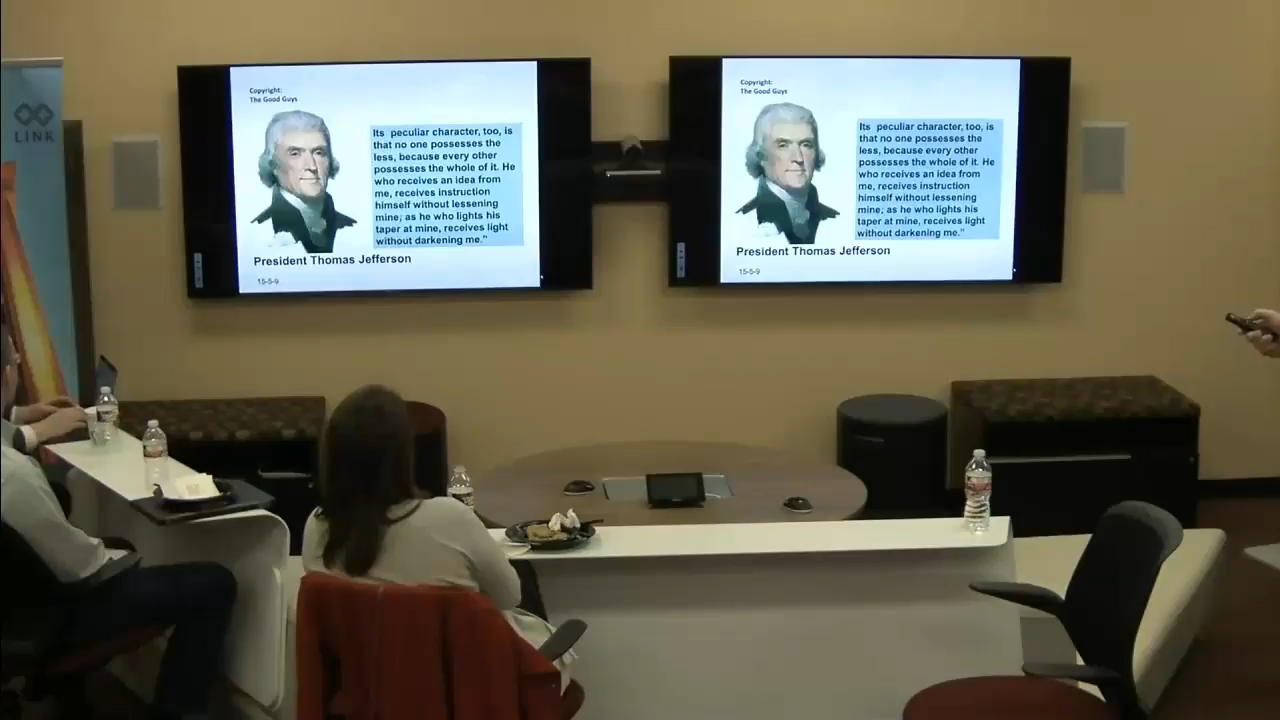 LINK
Copyright:
The Good Guys
Its peculiar character, too, is
that no one possesses the
less, because every other
possesses the whole of it. He
who receives an idea from
me, receives instruction
himself without lessening
mine; as he who lights his
taper at mine, receives light
without darkening me."
President Thomas Jefferson
15-5-9
Copyright:
The Good Guys
Its peculiar character, too, is
that no one possesses the
less, because every other
possesses the whole of it. He
who receives an idea from
me, receives instruction
himself without lessening
mine; as he who lights his
taper at mine, receives light
without darkening me."
President Thomas Jefferson
15-5-9